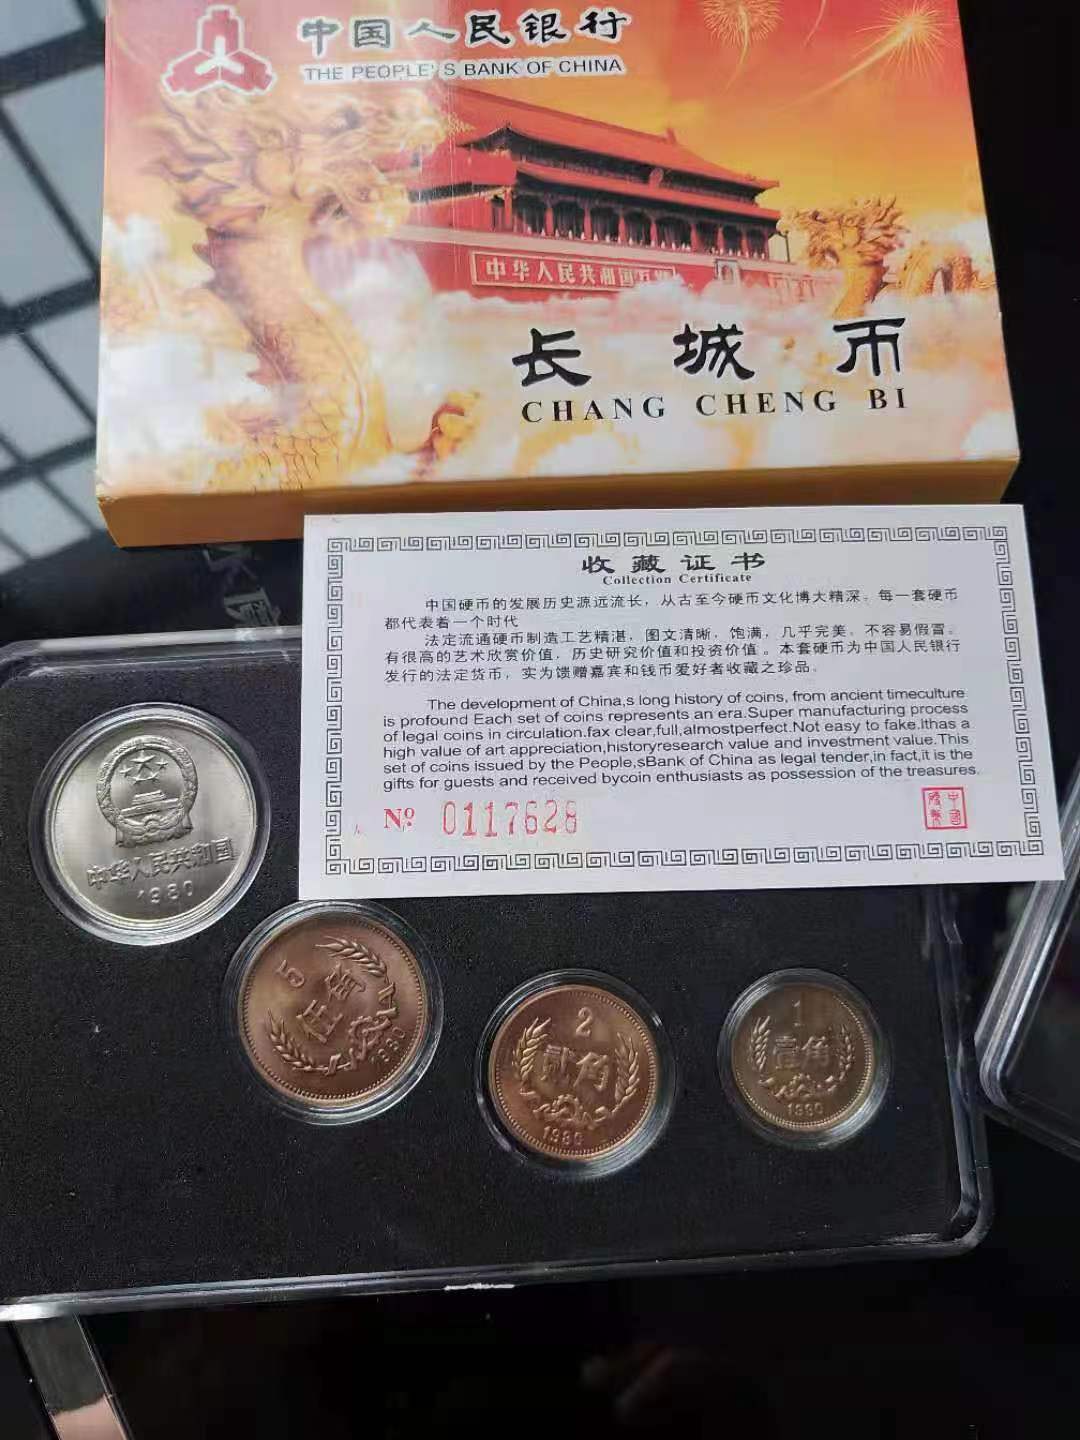 中国人民银行
THE PEOPLE'S BANK OF CHINA
中华人民共和国万岁
长城币
CHANG CHENG BI
收藏证书
Collection Certificate
中国硬币的发展历史源远流长，从古至今硬币文化博大精深。每一套硬币
都代表着一个时代
法定流通硬币制造工艺精湛，图文清晰，饱满，几乎完美。不容易假冒。
有很高的艺术欣赏价值，历史研究价值和投资价值。本套硬币为中国人民银行
发行的法定货币，实为馈赠嘉宾和钱币爱好者收藏之珍品。
The development of China,s long history of coins, from ancient timeculture
is profound Each set of coins represents an era.Super manufacturing process
of legal coins in circulation.fax clear,full,almostperfect.Not easy to fake.Ithas a
high value of art appreciation,historyresearch value and investment value.This
set of coins issued by the People,sBank of China as legal tender,in fact,it is the
gifts for guests and received bycoin enthusiasts as possession of the treasures.
№ 0117628
中华人民共和国
1980
5
伍角
1980
2
贰角
1980
1
壹角
1980